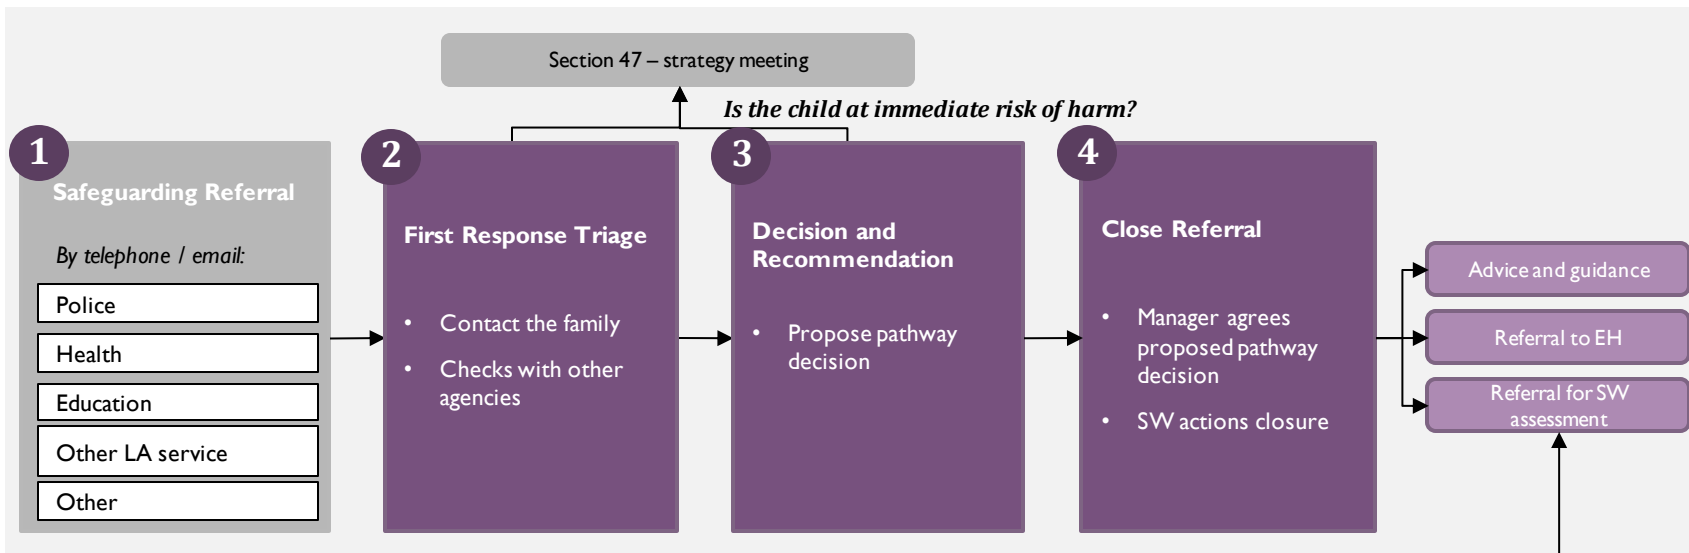 Section 47 – strategy meeting
Is the child at immediate risk of harm?
1
Safeguarding Referral
By telephone / email:
Police
Health
Education
Other LA service
Other
2
First Response Triage
• Contact the family
• Checks with other
agencies
3
Decision and
Recommendation
• Propose pathway
decision
4
Close Referral
• Manager agrees
proposed pathway
decision
• SW actions closure
Advice and guidance
Referral to EH
Referral for SW
assessment